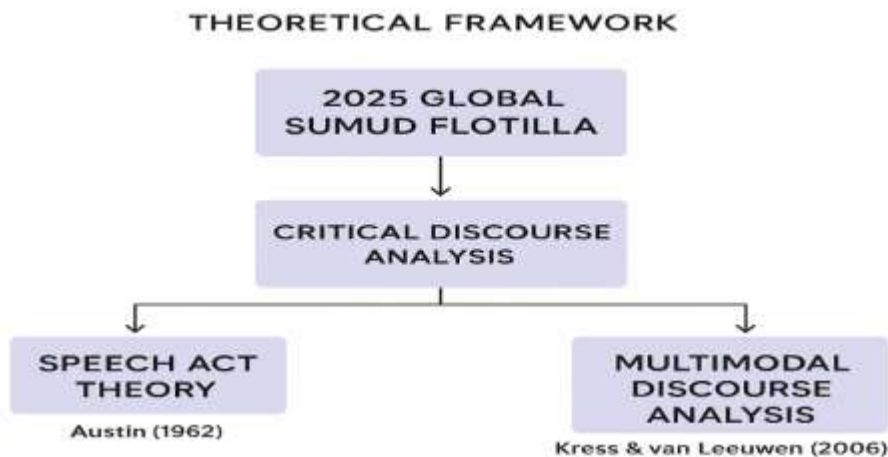 THEORETICAL FRAMEWORK
2025 GLOBAL
SUMUD FLOTILLA
CRITICAL DISCOURSE
ANALYSIS
SPEECH ACT
THEORY
Austin (1962)
MULTIMODAL
DISCOURSE
ANALYSIS
Kress & van Leeuwen (2006)